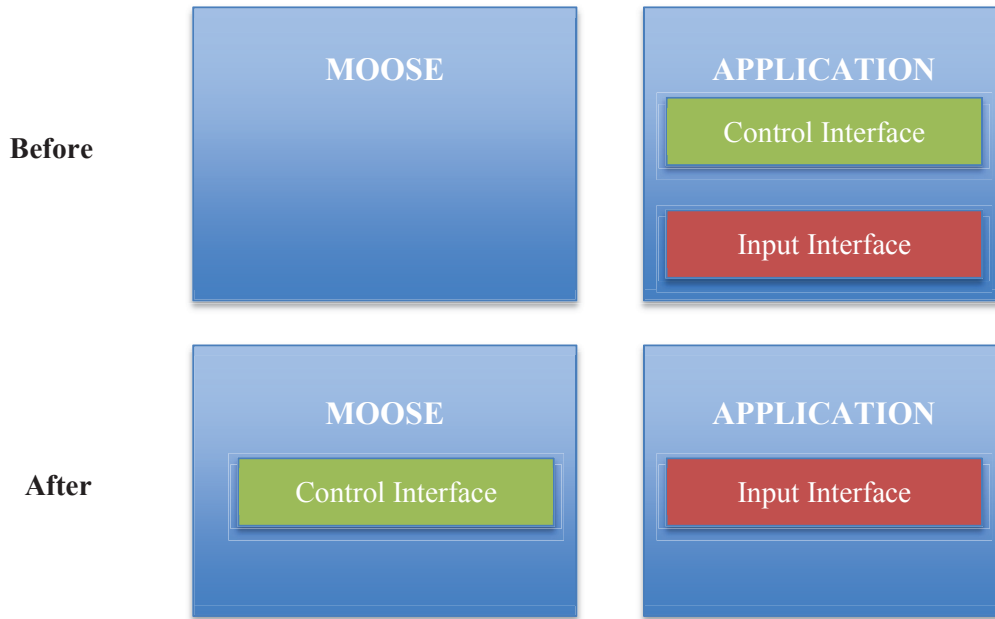 MOOSE
APPLICATION
Before
Control Interface
Input Interface
MOOSE
APPLICATION
After
Control Interface
Input Interface